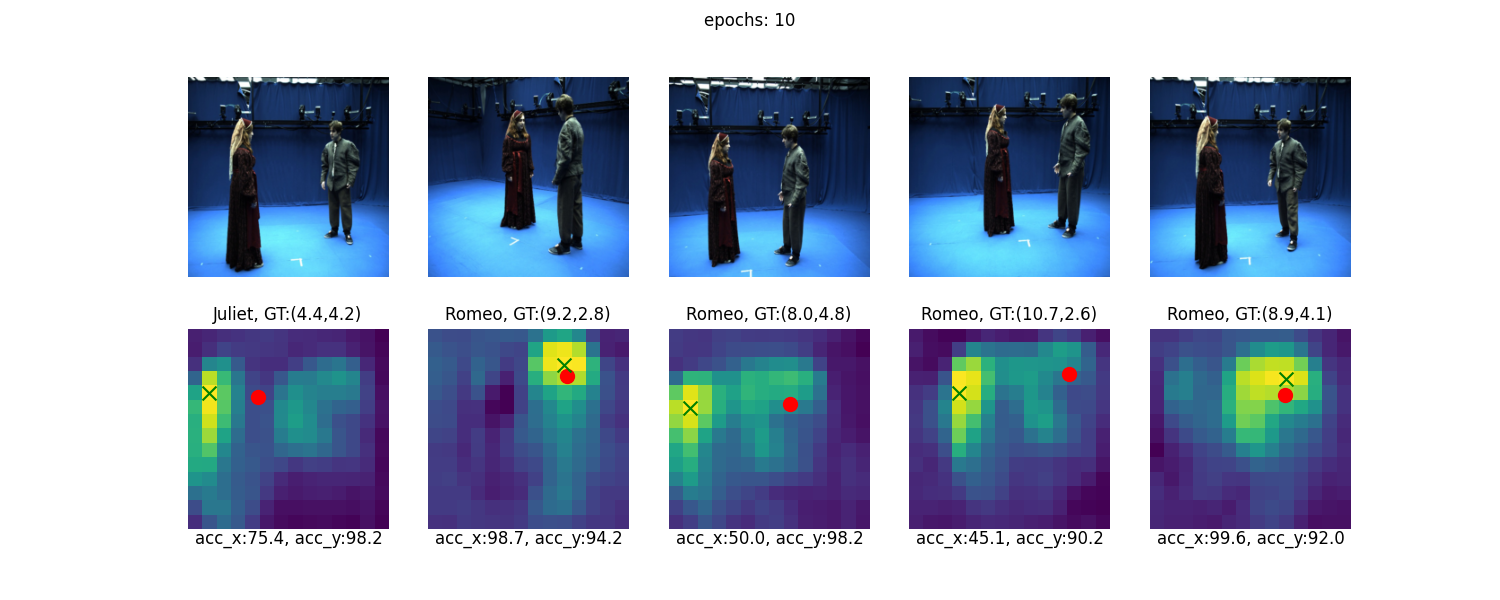 epochs: 10
Juliet, GT:(4.4,4.2)
Romeo, GT:(9.2,2.8)
Romeo, GT:(8.0,4.8)
Romeo, GT:(10.7,2.6)
Romeo, GT:(8.9,4.1)
acc_x:75.4, acc_y:98.2
acc_x:98.7, acc_y:94.2
acc_x:50.0, acc_y:98.2
acc_x:45.1, acc_y:90.2
acc_x:99.6, acc_y:92.0